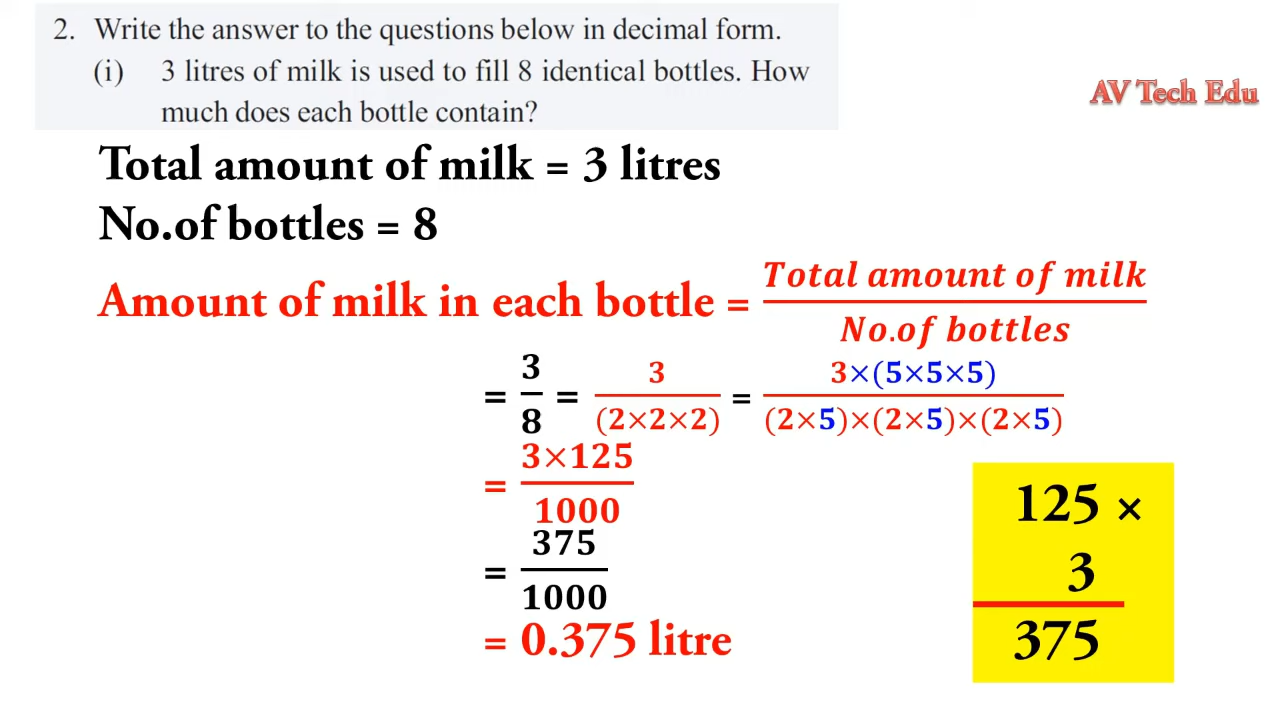 2. Write the answer to the questions below in decimal form.
(i) 3 litres of milk is used to fill 8 identical bottles. How
much does each bottle contain?
AV Tech Edu
Total amount of milk = 3 litres
No.of bottles = 8
Amount of milk in each bottle = Total amount of milk / No.of bottles
= 3/8 = 3/(2×2×2) = 3×(5×5×5)/(2×5)×(2×5)×(2×5)
= 3×125/1000
= 375/1000
= 0.375 litre
125 ×
3
375